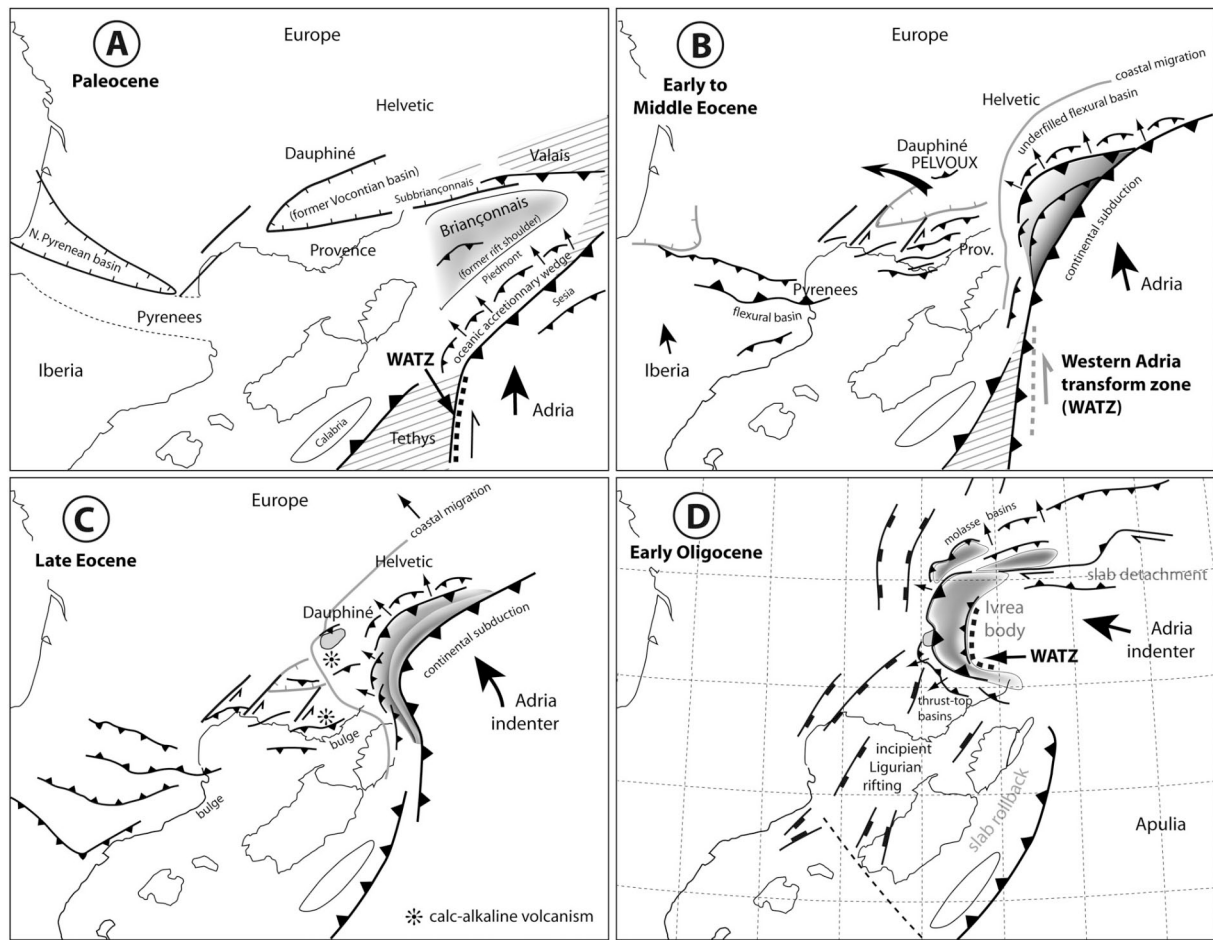 A
Paleocene
Europe
Helvetic
Dauphiné
(former Vocontian basin)
Subbriançonnais
Valais
Briançonnais
(former rift shoulder)
Piedmont
N. Pyrenean basin
Provence
oceanic accretionnary wedge
Sesia
Pyrenees
Iberia
WATZ
Adria
Calabria
Tethys
B
Early to
Middle Eocene
Europe
coastal migration
Helvetic
underfilled flexural basin
Dauphiné
PELVOUX
continental subduction
Prov.
Pyrenees
flexural basin
Adria
Iberia
Western Adria
transform zone
(WATZ)
C
Late Eocene
Europe
coastal migration
Helvetic
Dauphiné
continental subduction
Adria
indenter
bulge
bulge
calc-alkaline volcanism
D
Early Oligocene
molasse basins
slab detachment
Ivrea
body
Adria
indenter
WATZ
thrust-top
basins
incipient
Ligurian
rifting
slab rollback
Apulia